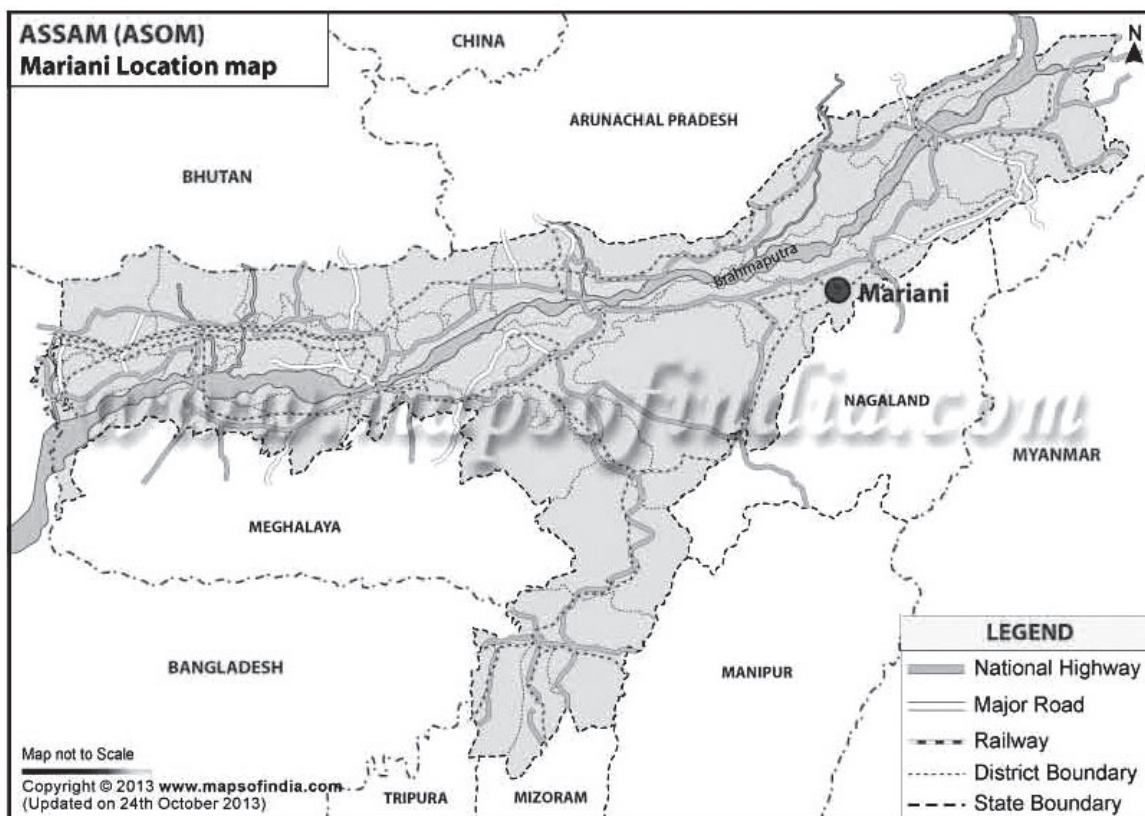 ASSAM (ASOM)
Mariani Location map
CHINA
N
ARUNACHAL PRADESH
BHUTAN
Brahmaputra
Mariani
www.mapsofindia.com
NAGALAND
MYANMAR
MEGHALAYA
BANGLADESH
MANIPUR
TRIPURA
MIZORAM
LEGEND
National Highway
Major Road
Railway
District Boundary
State Boundary
Map not to Scale
Copyright © 2013 www.mapsofindia.com
(Updated on 24th October 2013)